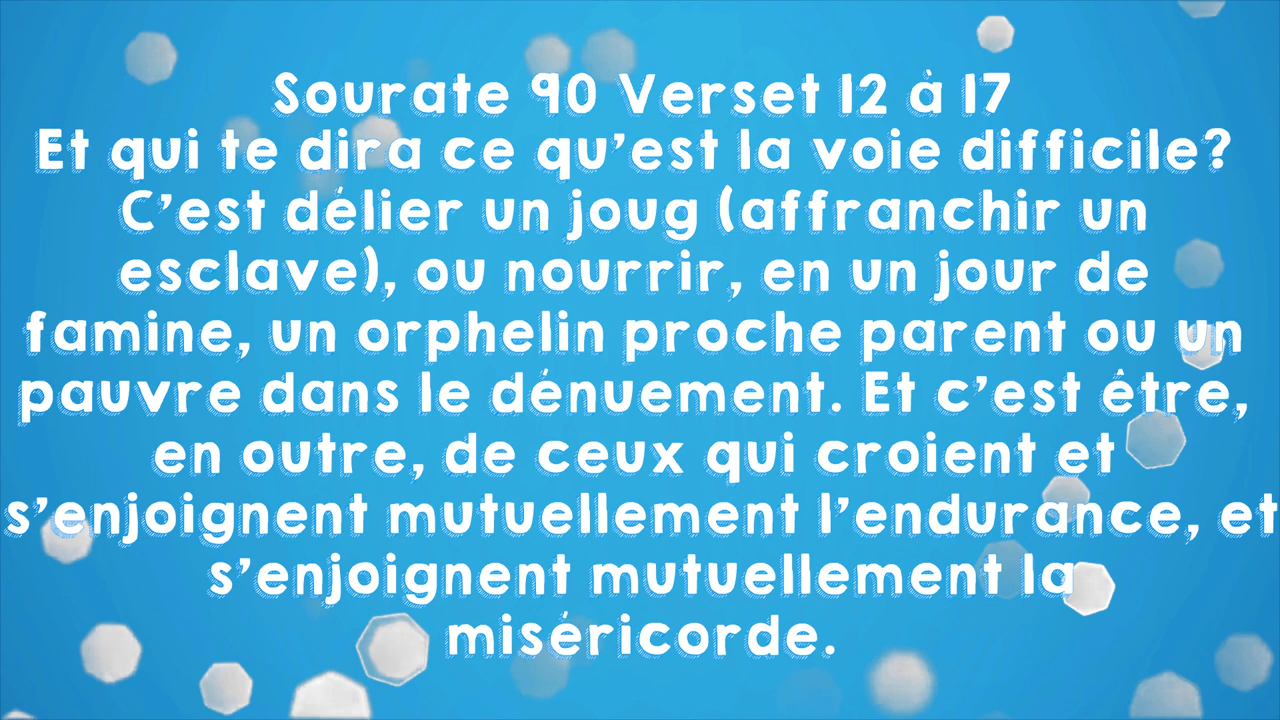 Sourate 90 Verset 12 à 17
Et qui te dira ce qu'est la voie difficile?
C'est délier un joug (affranchir un
esclave), ou nourrir, en un jour de
famine, un orphelin proche parent ou un
pauvre dans le dénuement. Et c'est être,
en outre, de ceux qui croient et
s'enjoignent mutuellement l'endurance, et
s'enjoignent mutuellement la
miséricorde.